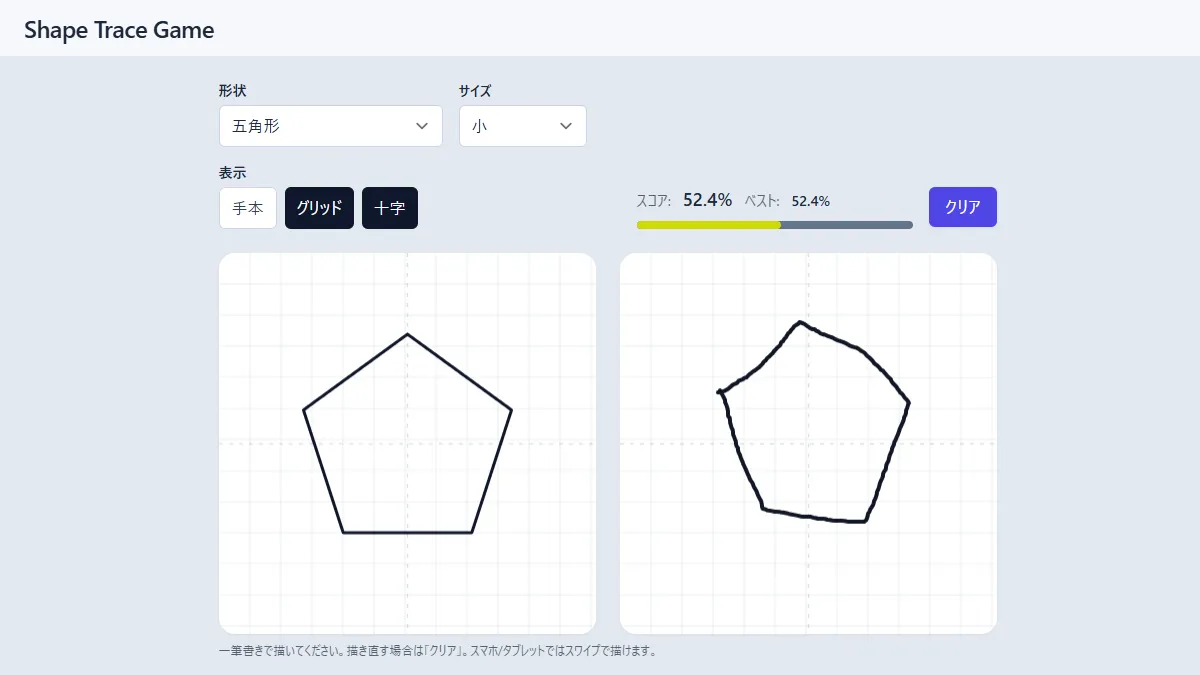 Shape Trace Game
形状
サイズ
五角形
小
表示
手本
グリッド
十字
スコア: 52.4% ベスト: 52.4%
クリア
一筆書きで描いてください。描き直す場合は「クリア」。スマホ/タブレットではスワイプで描けます。